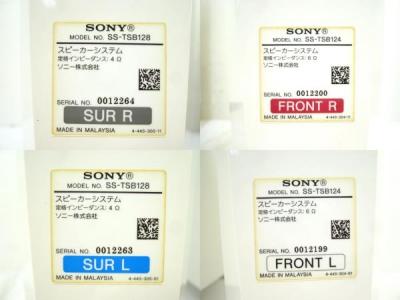 SONY®
MODEL NO. SS-TSB128
スピーカーシステム
定格インピーダンス: 4Ω
ソニー株式会社
SERIAL NO. 0012264
SUR R
MADE IN MALAYSIA
SONY®
MODEL NO. SS-TSB124
スピーカーシステム
定格インピーダンス: 6Ω
ソニー株式会社
SERIAL NO. 0012200
FRONT R
MADE IN MALAYSIA
SONY®
MODEL NO. SS-TSB128
スピーカーシステム
定格インピーダンス: 4Ω
ソニー株式会社
SERIAL NO. 0012263
SUR L
MADE IN MALAYSIA
SONY®
MODEL NO. SS-TSB124
スピーカーシステム
定格インピーダンス: 6Ω
ソニー株式会社
SERIAL NO. 0012199
FRONT L
MADE IN MALAYSIA